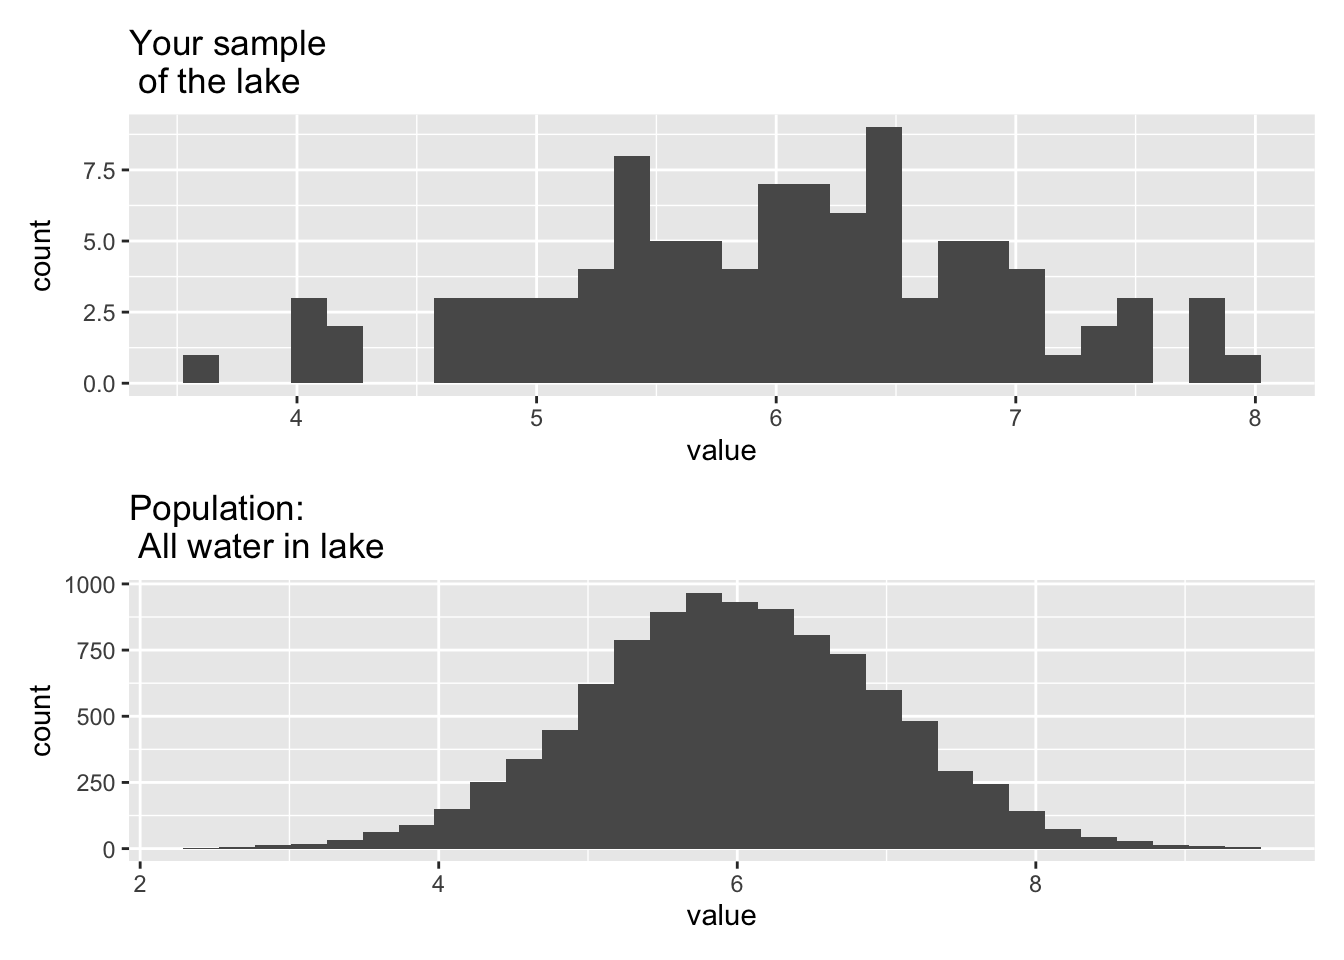 Your sample
of the lake
7.5
5.0
2.5
0.0
count
4 5 6 7 8
value
Population:
All water in lake
1000
750
500
250
0
count
2 4 6 8
value